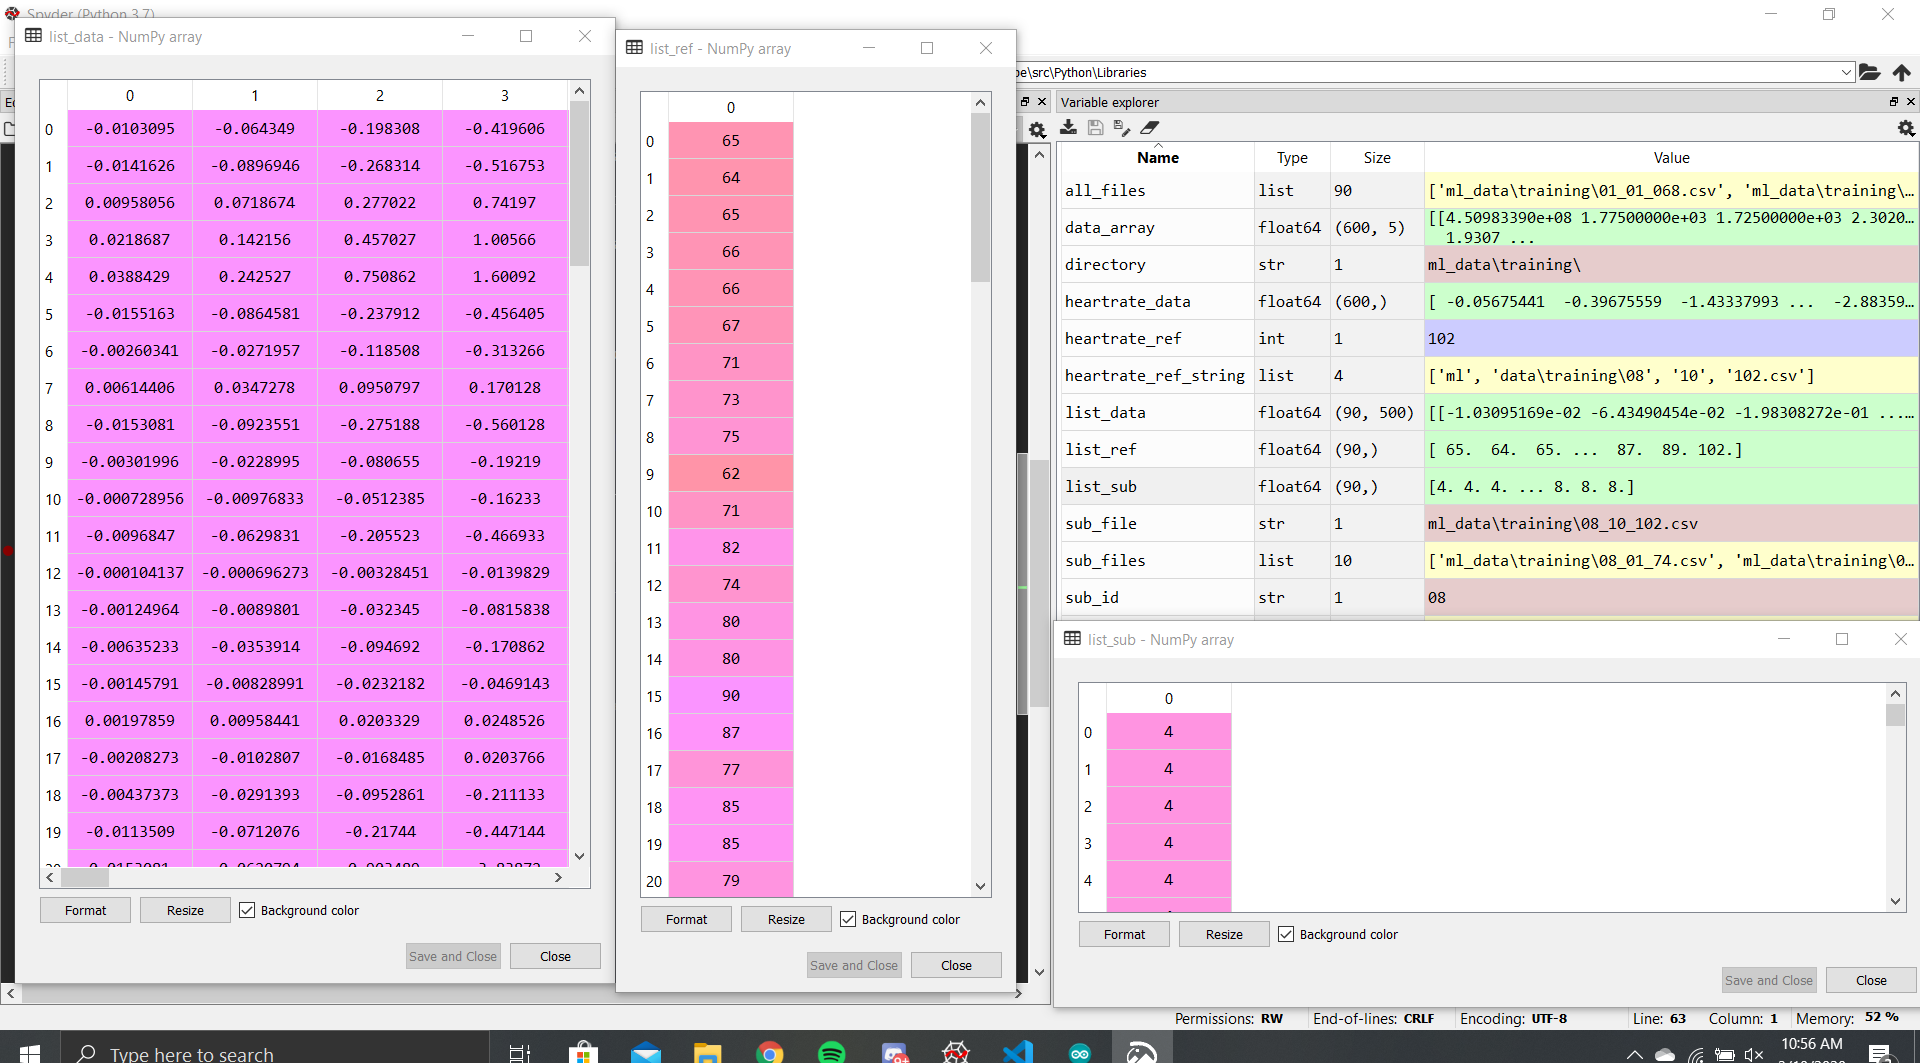 Spyder (Python 3.7)
list_data - NumPy array
0 1 2 3
0 -0.0103095 -0.064349 -0.198308 -0.419606
1 -0.0141626 -0.0896946 -0.268314 -0.516753
2 0.00958056 0.0718674 0.277022 0.74197
3 0.0218687 0.142156 0.457027 1.00566
4 0.0388429 0.242527 0.750862 1.60092
5 -0.0155163 -0.0864581 -0.237912 -0.456405
6 -0.00260341 -0.0271957 -0.118508 -0.313266
7 0.00614406 0.0347278 0.0950797 0.170128
8 -0.0153081 -0.0923551 -0.275188 -0.560128
9 -0.00301996 -0.0228995 -0.080655 -0.19219
10 -0.000728956 -0.00976833 -0.0512385 -0.16233
11 -0.0096847 -0.0629831 -0.205523 -0.466933
12 -0.000104137 -0.000696273 -0.00328451 -0.0139829
13 -0.00124964 -0.0089801 -0.032345 -0.0815838
14 -0.00635233 -0.0353914 -0.094692 -0.170862
15 -0.00145791 -0.00828991 -0.0232182 -0.0469143
16 0.00197859 0.00958441 0.0203329 0.0248526
17 -0.00208273 -0.0102807 -0.0168485 0.0203766
18 -0.00437373 -0.0291393 -0.0952861 -0.211133
19 -0.0113509 -0.0712076 -0.21744 -0.447144
Format Resize Background color
Save and Close Close
list_ref - NumPy array
0
0 65
1 64
2 65
3 66
4 66
5 67
6 71
7 73
8 75
9 62
10 71
11 82
12 74
13 80
14 80
15 90
16 87
17 77
18 85
19 85
20 79
Format Resize Background color
Save and Close Close
oe\src\Python\Libraries
Variable explorer
Name Type Size Value
all_files list 90 ['ml_data\training\01_01_068.csv', 'ml_data\training\…
data_array float64 (600, 5) [[4.50983390e+08 1.77500000e+03 1.72500000e+03 2.3020…
1.9307 ...
directory str 1 ml_data\training\
heartrate_data float64 (600,) [ -0.05675441 -0.39675559 -1.43337993 ... -2.88359…
heartrate_ref int 1 102
heartrate_ref_string list 4 ['ml', 'data\training\08', '10', '102.csv']
list_data float64 (90, 500) [[-1.03095169e-02 -6.43490454e-02 -1.98308272e-01 ...…
list_ref float64 (90,) [ 65. 64. 65. ... 87. 89. 102.]
list_sub float64 (90,) [4. 4. 4. ... 8. 8. 8.]
sub_file str 1 ml_data\training\08_10_102.csv
sub_files list 10 ['ml_data\training\08_01_74.csv', 'ml_data\training\0…
sub_id str 1 08
list_sub - NumPy array
0
0 4
1 4
2 4
3 4
4 4
Format Resize Background color
Save and Close Close
Permissions: RW End-of-lines: CRLF Encoding: UTF-8 Line: 63 Column: 1 Memory: 52 %
Type here to search
10:56 AM